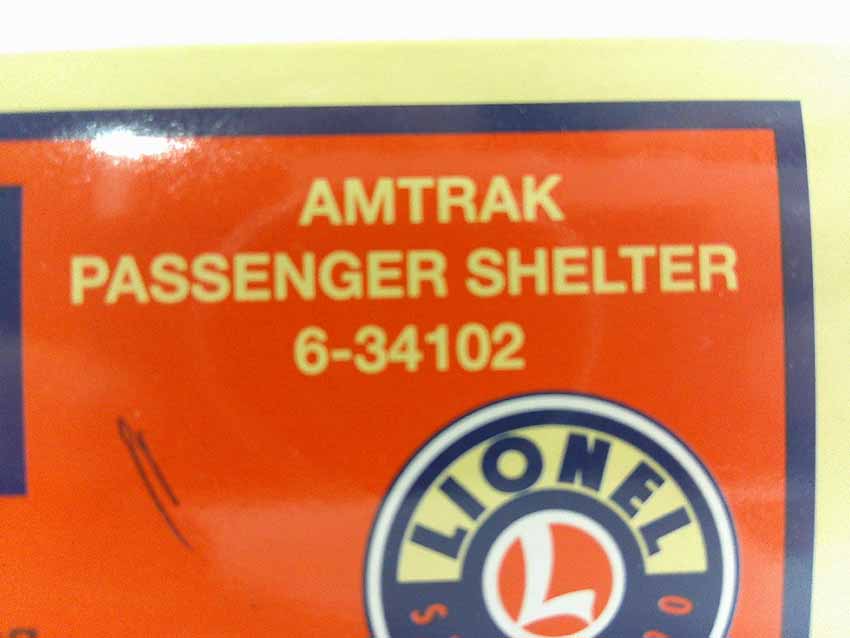 AMTRAK
PASSENGER SHELTER
6-34102
LIONEL
L